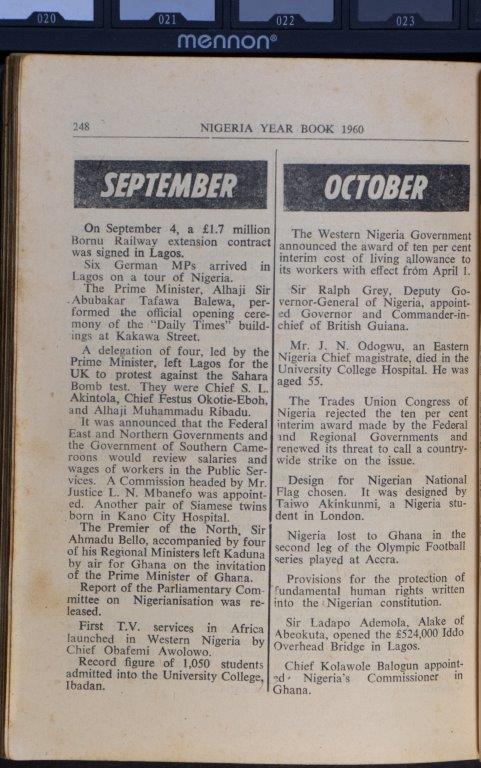 020 021 022 023
mennon®
248 NIGERIA YEAR BOOK 1960
SEPTEMBER
On September 4, a £1.7 million
Bornu Railway extension contract
was signed in Lagos.
Six German MPs arrived in
Lagos on a tour of Nigeria.
The Prime Minister, Alhaji Sir
Abubakar Tafawa Balewa, per-
formed the official opening cere-
mony of the "Daily Times" build-
ings at Kakawa Street.
A delegation of four, led by the
Prime Minister, left Lagos for the
UK to protest against the Sahara
Bomb test. They were Chief S. L.
Akintola, Chief Festus Okotie-Eboh,
and Alhaji Muhammadu Ribadu.
It was announced that the Federal
East and Northern Governments and
the Government of Southern Came-
roons would review salaries and
wages of workers in the Public Ser-
vices. A Commission headed by Mr.
Justice L. N. Mbanefo was appoint-
ed. Another pair of Siamese twins
born in Kano City Hospital.
The Premier of the North, Sir
Ahmadu Bello, accompanied by four
of his Regional Ministers left Kaduna
by air for Ghana on the invitation
of the Prime Minister of Ghana.
Report of the Parliamentary Com-
mittee on Nigerianisation was re-
leased.
First T.V. services in Africa
launched in Western Nigeria by
Chief Obafemi Awolowo.
Record figure of 1,050 students
admitted into the University College,
Ibadan.
OCTOBER
The Western Nigeria Government
announced the award of ten per cent
interim cost of living allowance to
its workers with effect from April 1.
Sir Ralph Grey, Deputy Go-
vernor-General of Nigeria, appoint-
ed Governor and Commander-in-
chief of British Guiana.
Mr. J. N. Odogwu, an Eastern
Nigeria Chief magistrate, died in the
University College Hospital. He was
aged 55.
The Trades Union Congress of
Nigeria rejected the ten per cent
interim award made by the Federal
and Regional Governments and
renewed its threat to call a country-
wide strike on the issue.
Design for Nigerian National
Flag chosen. It was designed by
Taiwo Akinkunmi, a Nigeria stu-
dent in London.
Nigeria lost to Ghana in the
second leg of the Olympic Football
series played at Accra.
Provisions for the protection of
fundamental human rights written
into the Nigerian constitution.
Sir Ladapo Ademola, Alake of
Abeokuta, opened the £524,000 Iddo
Overhead Bridge in Lagos.
Chief Kolawole Balogun appoint-
ed Nigeria's Commissioner in
Ghana.